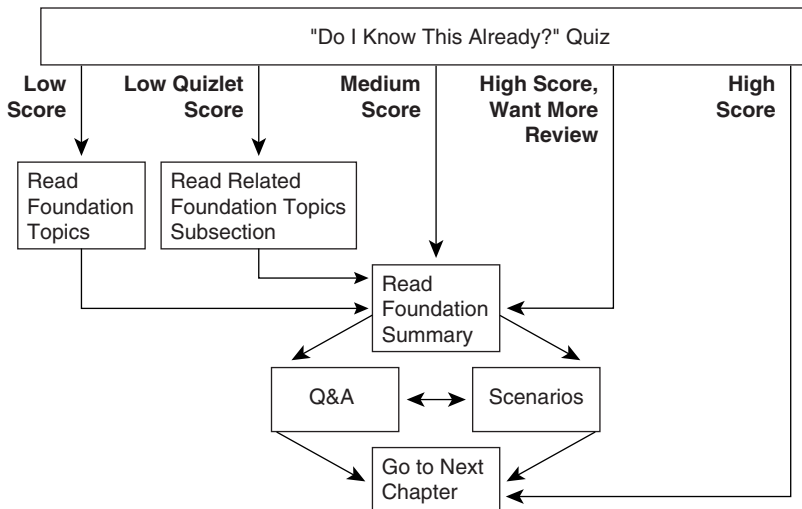 "Do I Know This Already?" Quiz
Low
Score
Low Quizlet
Score
Medium
Score
High Score,
Want More
Review
High
Score
Read
Foundation
Topics
Read Related
Foundation Topics
Subsection
Read
Foundation
Summary
Q&A
Scenarios
Go to Next
Chapter